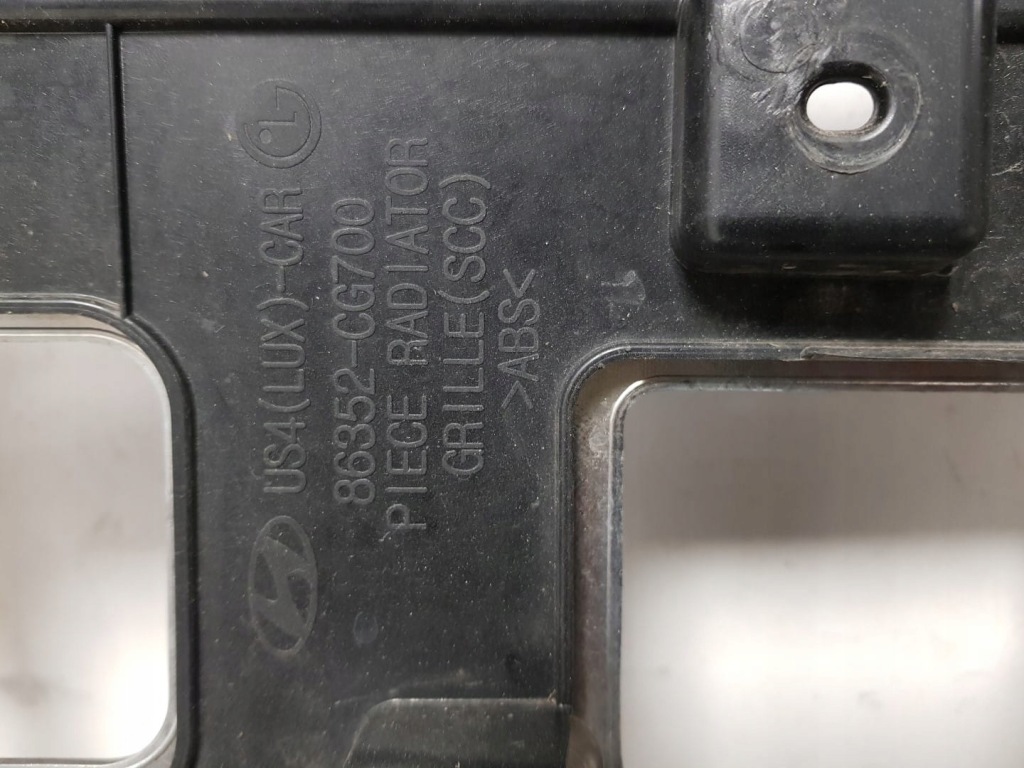 US4(LUX)-CAR
86352-CG700
PIECE RADIATOR
GRILLE(SCC)
>ABS<